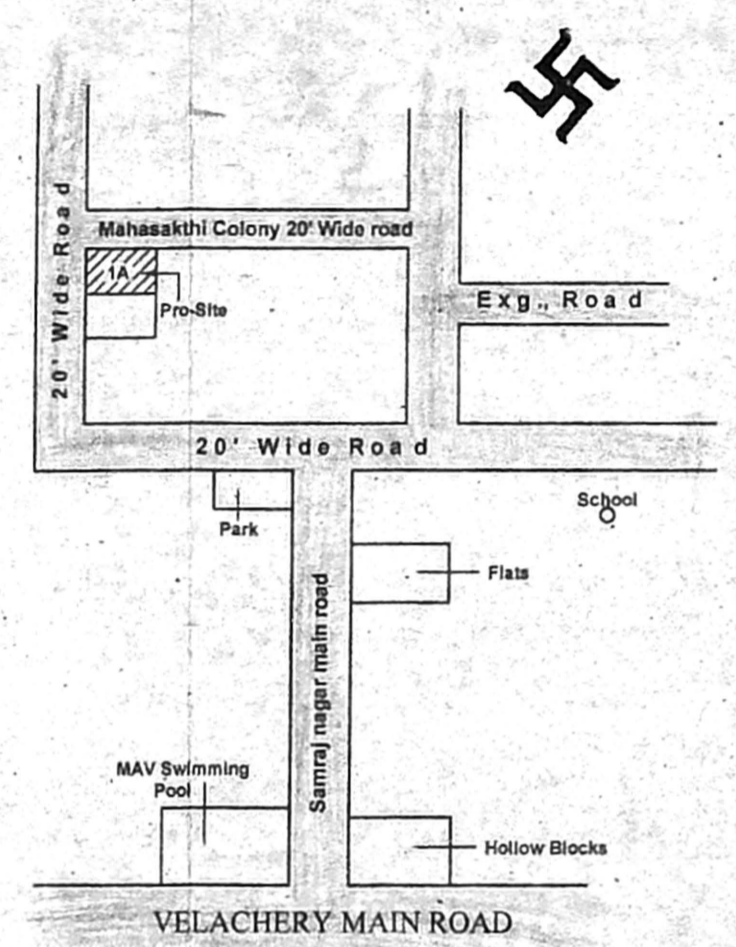 Mahasakthi Colony 20' Wide road
20' Wide Road
1A
Pro-Site
Exg., Road
20' Wide Road
Park
School
Flats
Samraj nagar main road
MAV Swimming
Pool
Hollow Blocks
VELACHERY MAIN ROAD